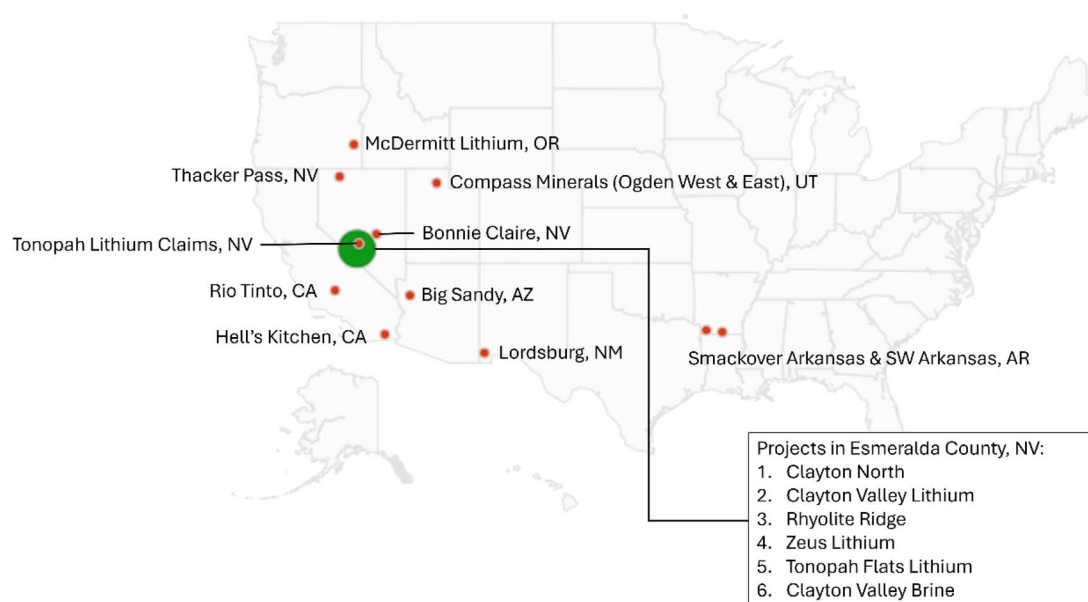 McDermitt Lithium, OR
Thacker Pass, NV
Compass Minerals (Ogden West & East), UT
Bonnie Claire, NV
Tonopah Lithium Claims, NV
Rio Tinto, CA
Big Sandy, AZ
Hell's Kitchen, CA
Lordsburg, NM
Smackover Arkansas & SW Arkansas, AR
Projects in Esmeralda County, NV:
1. Clayton North
2. Clayton Valley Lithium
3. Rhyolite Ridge
4. Zeus Lithium
5. Tonopah Flats Lithium
6. Clayton Valley Brine